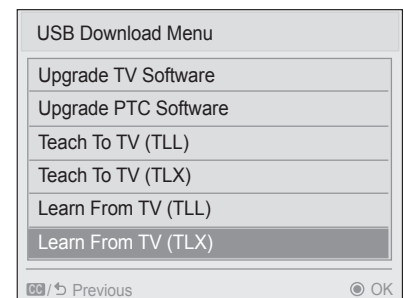 USB Download Menu
Upgrade TV Software
Upgrade PTC Software
Teach To TV (TLL)
Teach To TV (TLX)
Learn From TV (TLL)
Learn From TV (TLX)
CC/ Previous OK